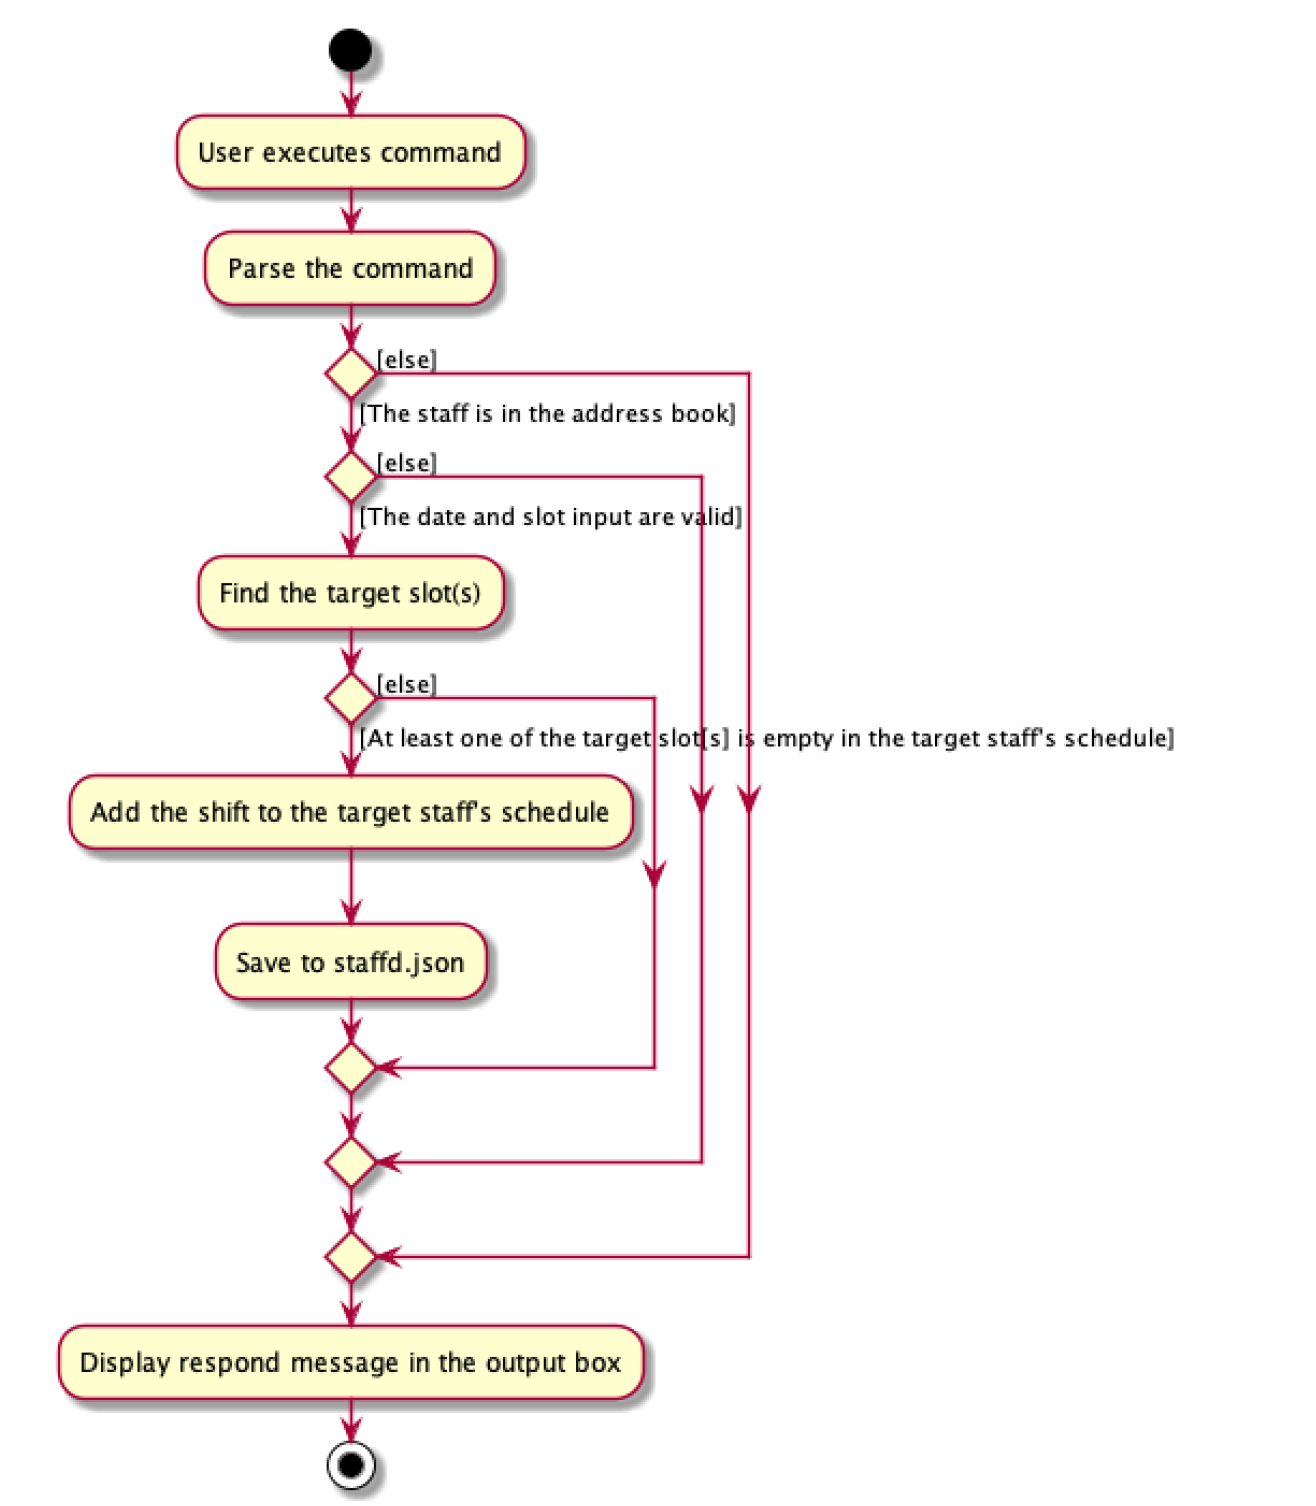 User executes command
Parse the command
[else]
[The staff is in the address book]
[else]
[The date and slot input are valid]
Find the target slot(s)
[else]
[At least one of the target slot[s] is empty in the target staff's schedule]
Add the shift to the target staff's schedule
Save to staffd.json
Display respond message in the output box